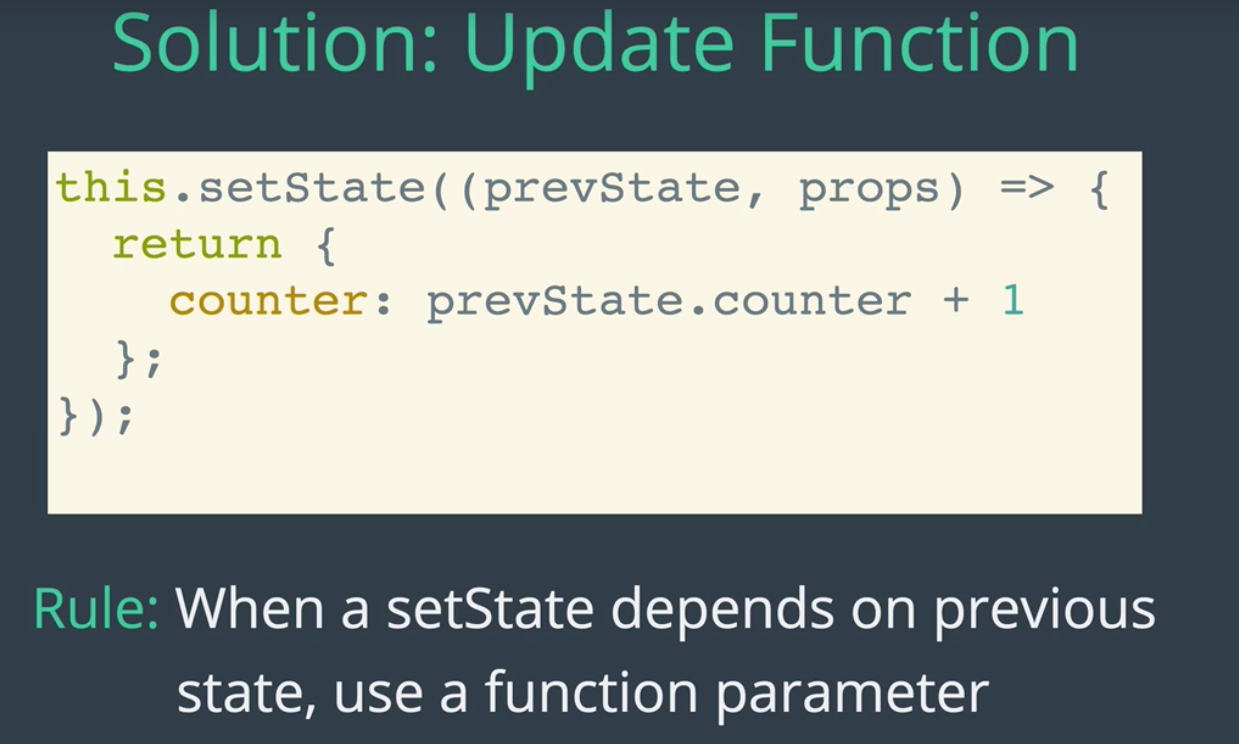 Solution: Update Function
this.setState((prevState, props) => {
  return {
    counter: prevState.counter + 1
  };
});
Rule: When a setState depends on previous
state, use a function parameter